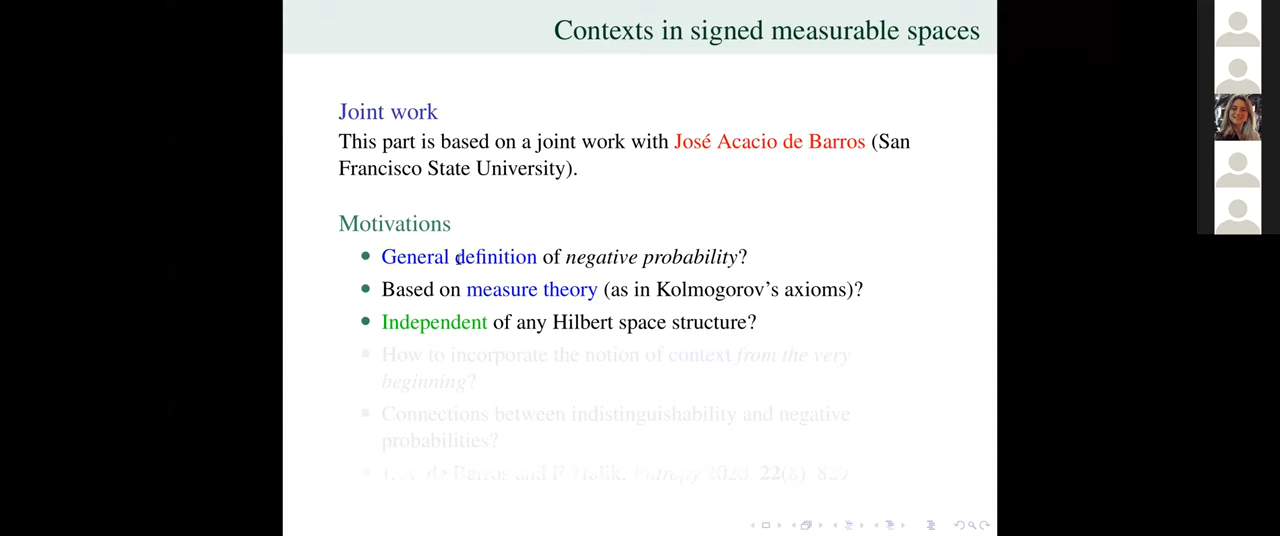 Contexts in signed measurable spaces
Joint work
This part is based on a joint work with José Acacio de Barros (San
Francisco State University).
Motivations
General definition of negative probability?
Based on measure theory (as in Kolmogorov's axioms)?
Independent of any Hilbert space structure?
How to incorporate the notion of context from the very
beginning?
Connections between indistinguishability and negative
probabilities?
de Barros and Entropy 2020, 22(8), 829